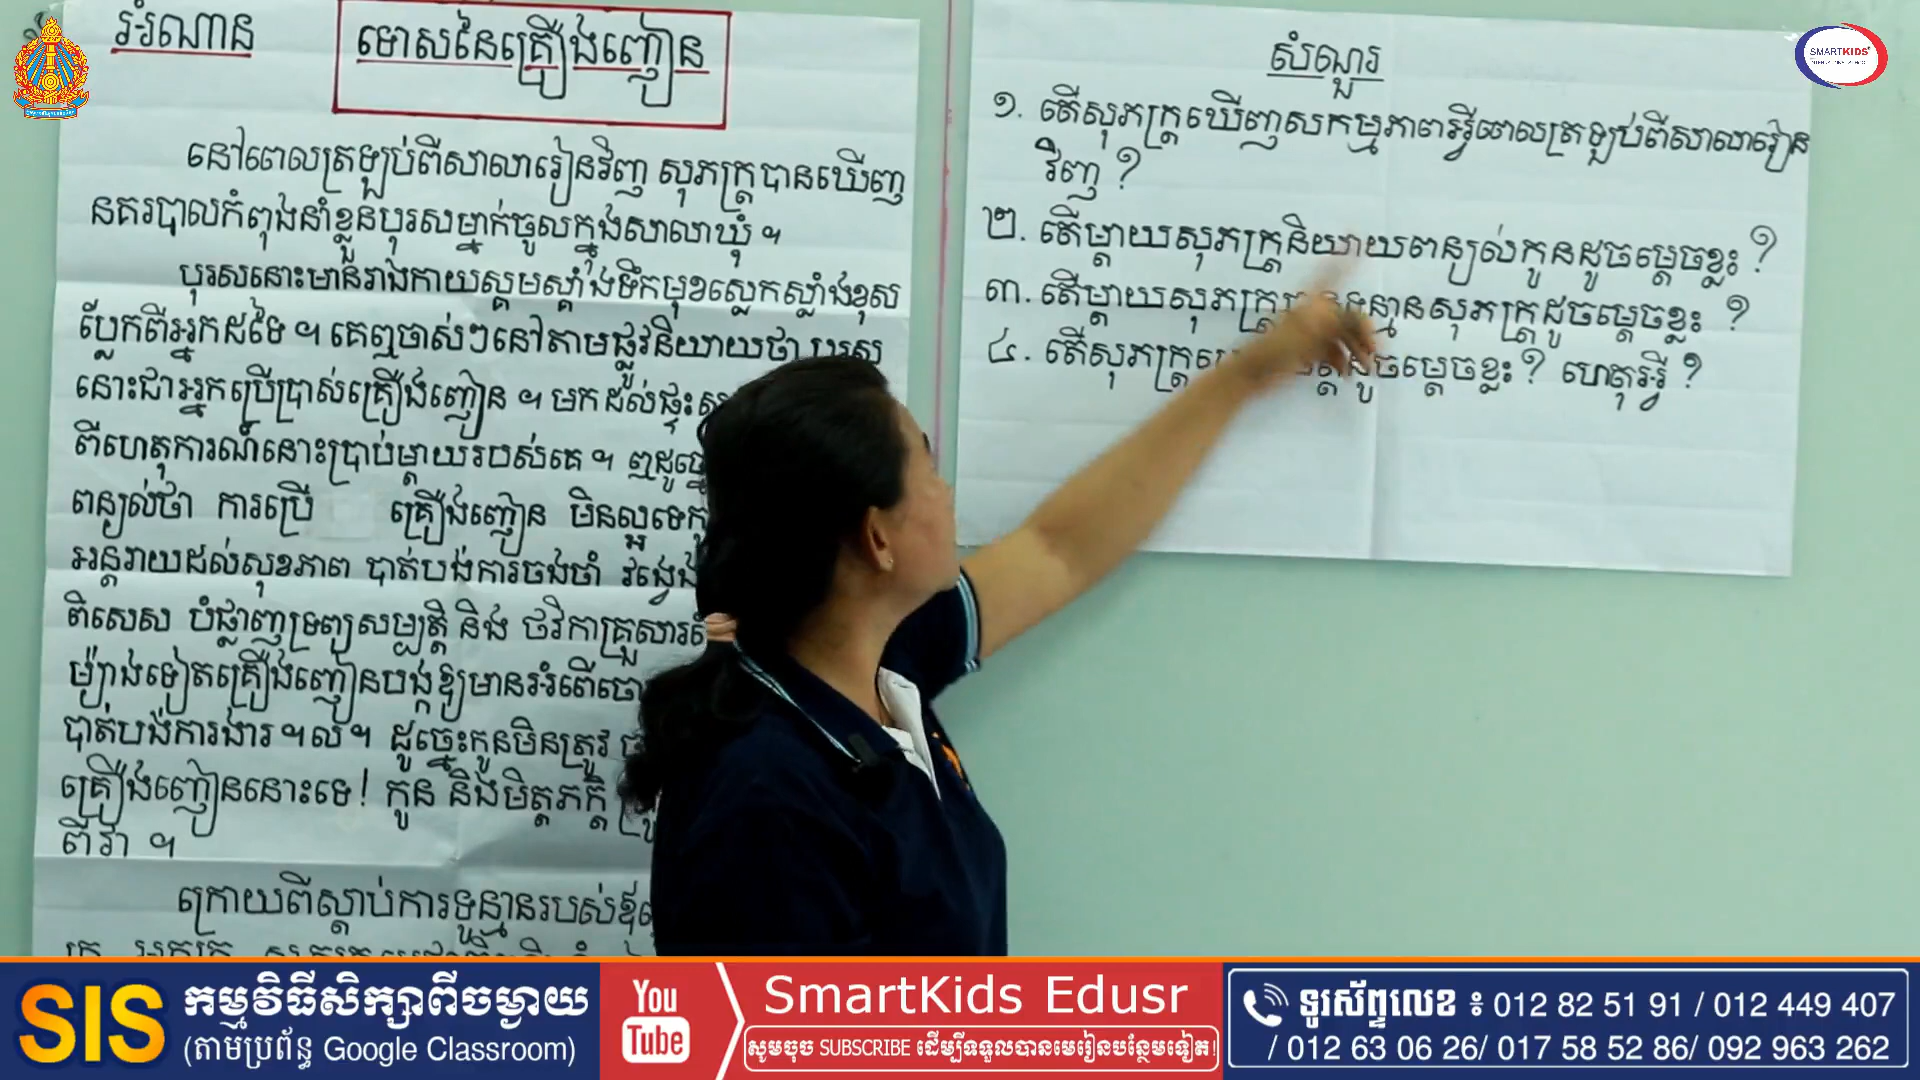 អំណាន
ទោសនៃគ្រឿងញៀន
នៅពេលត្រឡប់ពីសាលារៀនវិញ សុភក្ត្របានឃើញ
នគរបាលកំពុងនាំខ្លួនបុរសម្នាក់ចូលក្នុងសាលាឃុំ ។
បុរសនោះមានរាងកាយស្គមស្គាំងទឹកមុខស្លេកស្លាំងខុស
ប្លែកពីអ្នកដទៃ ។ គេឮចាស់ៗនៅតាមផ្លូវនិយាយថា បុរស
នោះជាអ្នកប្រើប្រាស់គ្រឿងញៀន ។ មកដល់ផ្ទះ
ពីហេតុការណ៍នោះប្រាប់ម្តាយរបស់គេ ។ ឮដូច្នេះ
ពន្យល់ថា ការប្រើ គ្រឿងញៀន មិនល្អទេ
អន្តរាយដល់សុខភាព បាត់បង់ការចងចាំ វង្វេង
ពិសេស បំផ្លាញទ្រព្យសម្បត្តិ និង ថវិកាគ្រួសារ
ម៉្យាងទៀតគ្រឿងញៀនបង្កឱ្យមានអំពើចោរ
បាត់បង់ការងារ ។ល។ ដូច្នេះកូនមិនត្រូវ
គ្រឿងញៀននោះទេ! កូន និងមិត្តភក្តិ
ពីវា ។
ក្រោយពីស្តាប់ការទូន្មានរបស់
សំណួរ
១. តើសុភក្ត្រឃើញសកម្មភាពអ្វីពេលត្រឡប់ពីសាលារៀន
វិញ ?
២. តើម្តាយសុភក្ត្រនិយាយពន្យល់កូនដូចម្តេចខ្លះ ?
៣. តើម្តាយសុភក្ត្រ ទូន្មានសុភក្ត្រដូចម្តេចខ្លះ ?
៤. តើសុភក្ត្រ ដូចម្តេចខ្លះ ? ហេតុអ្វី ?
SMARTKIDS
SIS
កម្មវិធីសិក្សាពីចម្ងាយ
(តាមប្រព័ន្ធ Google Classroom)
You
Tube
SmartKids Edusr
សូមចុច SUBSCRIBE ដើម្បីទទួលបានមេរៀនបន្ថែមទៀត!
ទូរស័ព្ទលេខ ៖ 012 82 51 91 / 012 449 407
/ 012 63 06 26/ 017 58 52 86/ 092 963 262